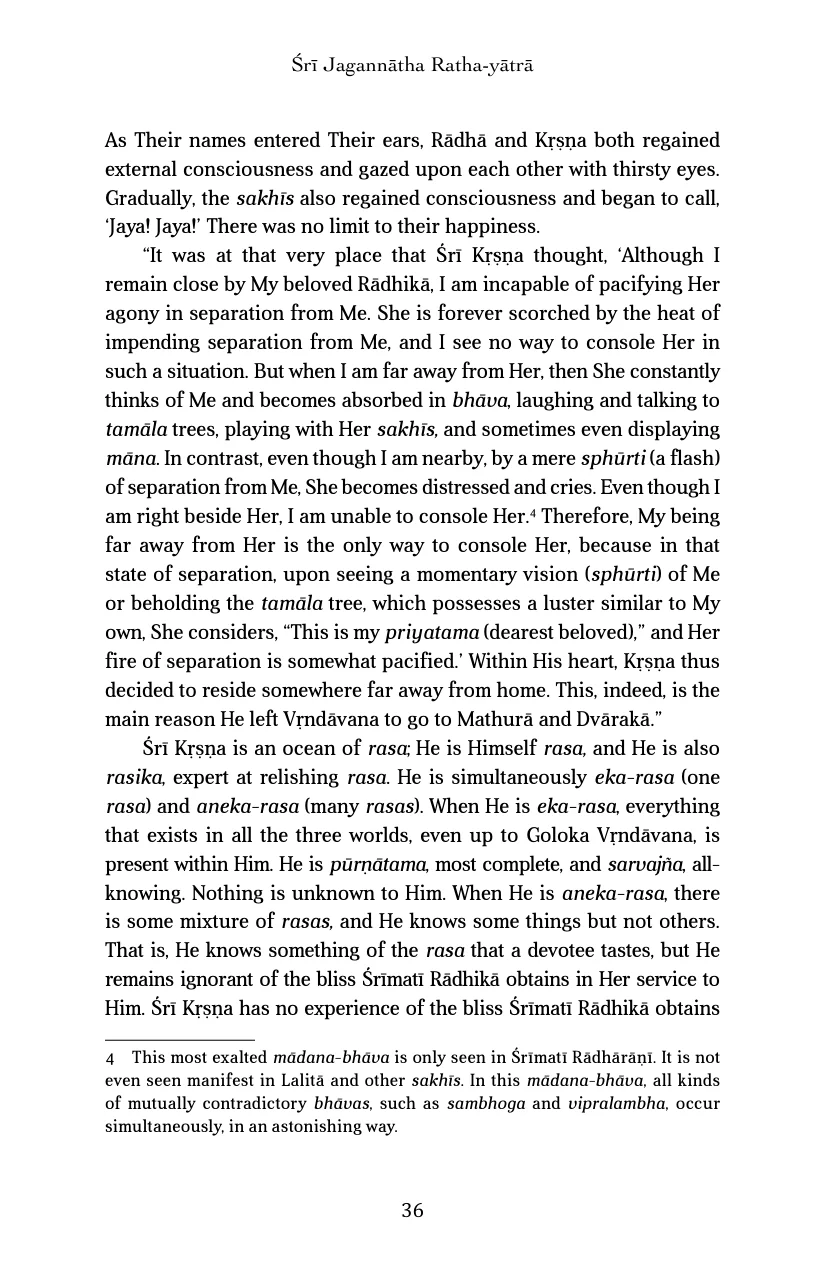 Śrī Jagannātha Ratha-yātrā
As Their names entered Their ears, Rādhā and Kṛṣṇa both regained
external consciousness and gazed upon each other with thirsty eyes.
Gradually, the sakhīs also regained consciousness and began to call,
‘Jaya! Jaya!’ There was no limit to their happiness.
“It was at that very place that Śrī Kṛṣṇa thought, ‘Although I
remain close by My beloved Rādhikā, I am incapable of pacifying Her
agony in separation from Me. She is forever scorched by the heat of
impending separation from Me, and I see no way to console Her in
such a situation. But when I am far away from Her, then She constantly
thinks of Me and becomes absorbed in bhāva, laughing and talking to
tamāla trees, playing with Her sakhīs, and sometimes even displaying
māna. In contrast, even though I am nearby, by a mere sphūrti (a flash)
of separation from Me, She becomes distressed and cries. Even though I
am right beside Her, I am unable to console Her.⁴ Therefore, My being
far away from Her is the only way to console Her, because in that
state of separation, upon seeing a momentary vision (sphūrti) of Me
or beholding the tamāla tree, which possesses a luster similar to My
own, She considers, “This is my priyatama (dearest beloved),” and Her
fire of separation is somewhat pacified.’ Within His heart, Kṛṣṇa thus
decided to reside somewhere far away from home. This, indeed, is the
main reason He left Vṛndāvana to go to Mathurā and Dvārakā.”
Śrī Kṛṣṇa is an ocean of rasa; He is Himself rasa, and He is also
rasika, expert at relishing rasa. He is simultaneously eka-rasa (one
rasa) and aneka-rasa (many rasas). When He is eka-rasa, everything
that exists in all the three worlds, even up to Goloka Vṛndāvana, is
present within Him. He is pūrṇātama, most complete, and sarvajña, all-
knowing. Nothing is unknown to Him. When He is aneka-rasa, there
is some mixture of rasas, and He knows some things but not others.
That is, He knows something of the rasa that a devotee tastes, but He
remains ignorant of the bliss Śrīmatī Rādhikā obtains in Her service to
Him. Śrī Kṛṣṇa has no experience of the bliss Śrīmatī Rādhikā obtains
4 This most exalted mādana-bhāva is only seen in Śrīmatī Rādhārāṇī. It is not
even seen manifest in Lalitā and other sakhīs. In this mādana-bhāva, all kinds
of mutually contradictory bhāvas, such as sambhoga and vipralambha, occur
simultaneously, in an astonishing way.
36